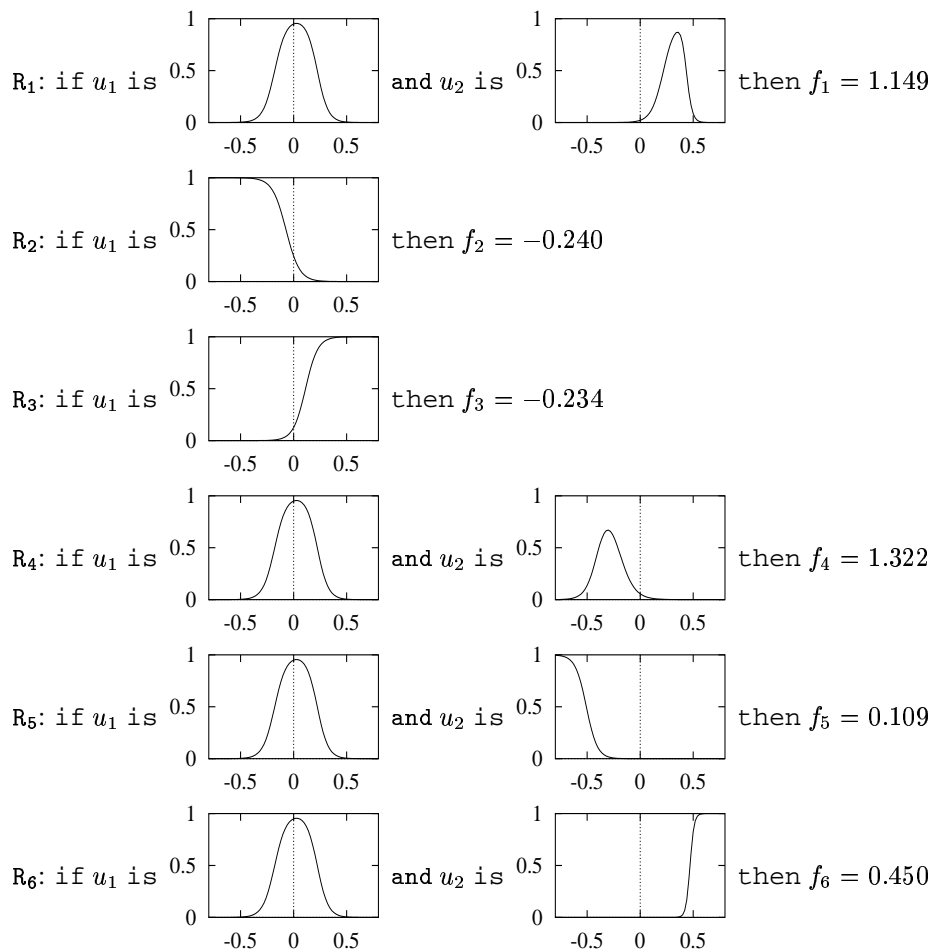 1 1
R₁: if u₁ is 0.5 and u₂ is 0.5 then f₁ = 1.149
0 0
-0.5 0 0.5 -0.5 0 0.5
1
R₂: if u₁ is 0.5 then f₂ = −0.240
0
-0.5 0 0.5
1
R₃: if u₁ is 0.5 then f₃ = −0.234
0
-0.5 0 0.5
1 1
R₄: if u₁ is 0.5 and u₂ is 0.5 then f₄ = 1.322
0 0
-0.5 0 0.5 -0.5 0 0.5
1 1
R₅: if u₁ is 0.5 and u₂ is 0.5 then f₅ = 0.109
0 0
-0.5 0 0.5 -0.5 0 0.5
1 1
R₆: if u₁ is 0.5 and u₂ is 0.5 then f₆ = 0.450
0 0
-0.5 0 0.5 -0.5 0 0.5